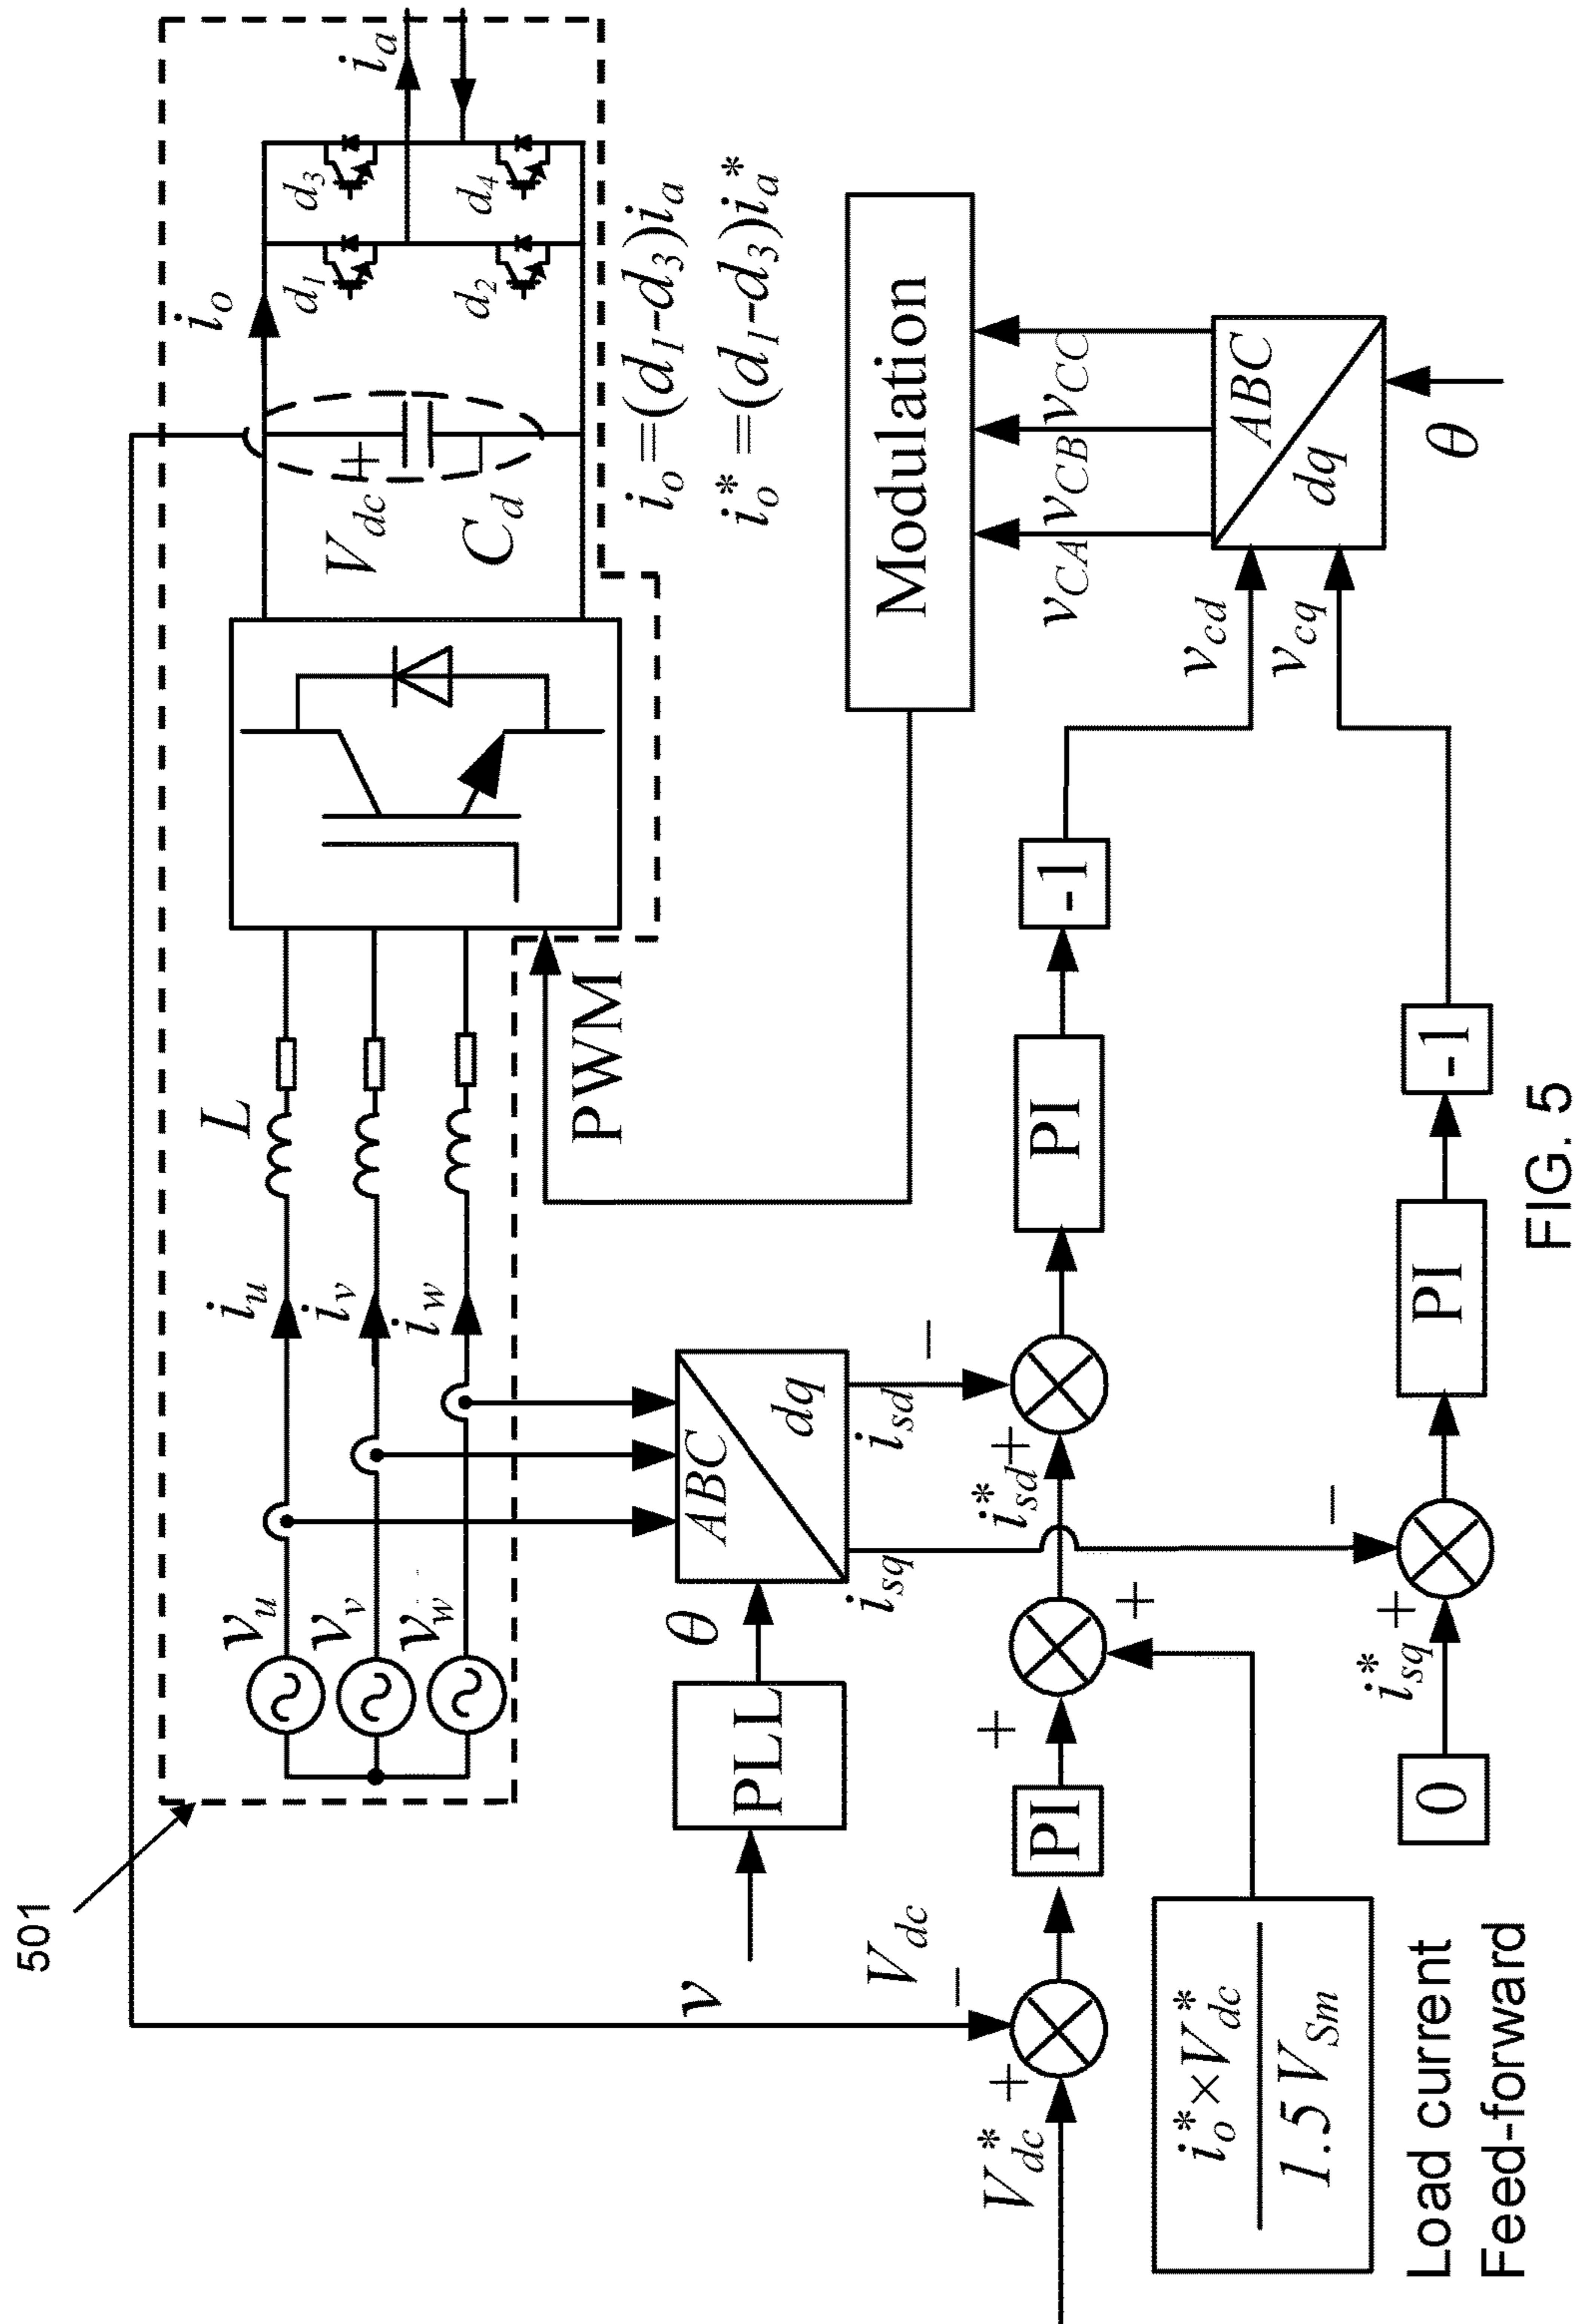 501
v_u
v_v
v_w
i_u
i_v
i_w
L
V_dc
+
−
C_d
i_o
d_1
d_2
d_3
d_4
i_a
i_o=(d_1-d_3)i_a
i_o^*=(d_1-d_3)i_a^*
PWM
Modulation
v
PLL
θ
ABC
dq
i_sd
i_sq
v_CA
v_CB
v_CC
ABC
dq
θ
V_dc
−
V_dc^*
+
PI
+
+
i_sd^*
+
−
PI
-1
v_cd
v_cq
i_o^*×V_dc^*
1.5V_Sm
Load current
Feed-forward
0
i_sq^*
+
−
PI
-1
FIG. 5